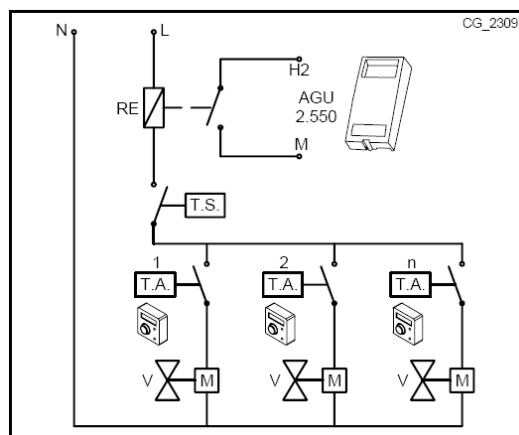 CG_2309
N L
H2
RE AGU
2.550
M
T.S.
1 2 n
T.A. T.A. T.A.
V M V M V M